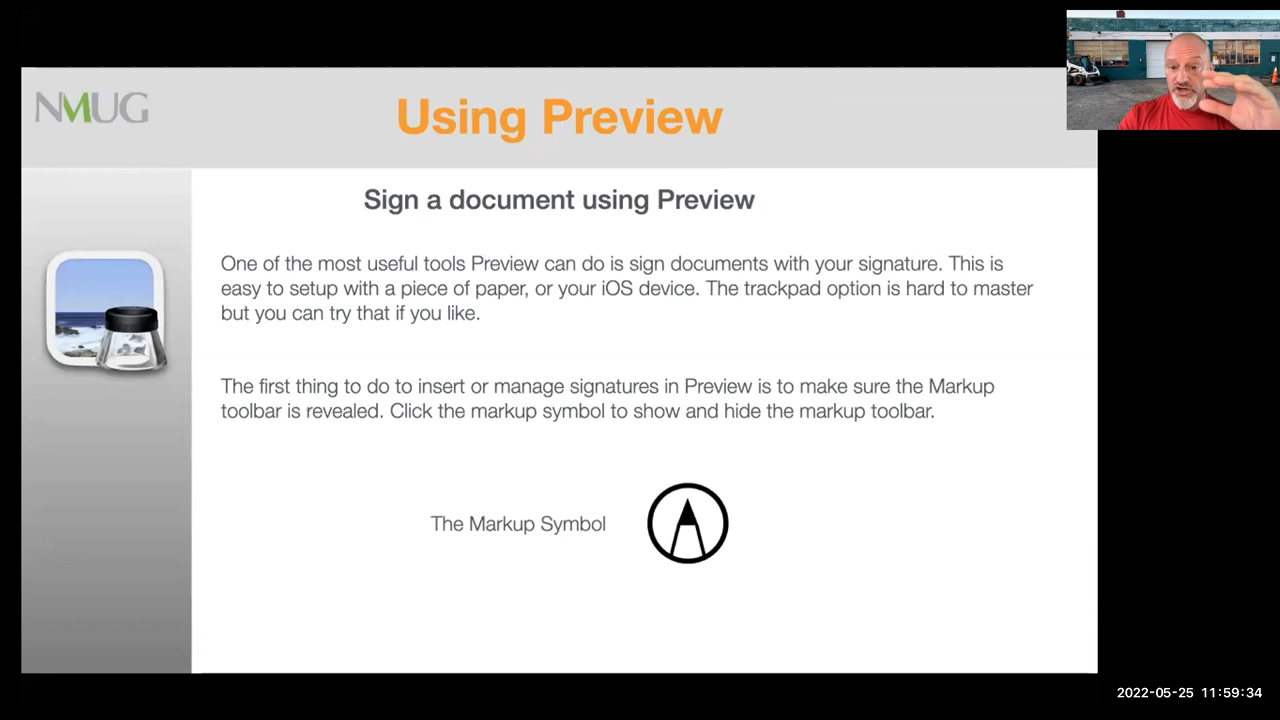 NMUG
Using Preview
Sign a document using Preview
One of the most useful tools Preview can do is sign documents with your signature. This is
easy to setup with a piece of paper, or your iOS device. The trackpad option is hard to master
but you can try that if you like.
The first thing to do to insert or manage signatures in Preview is to make sure the Markup
toolbar is revealed. Click the markup symbol to show and hide the markup toolbar.
The Markup Symbol
2022-05-25 11:59:34